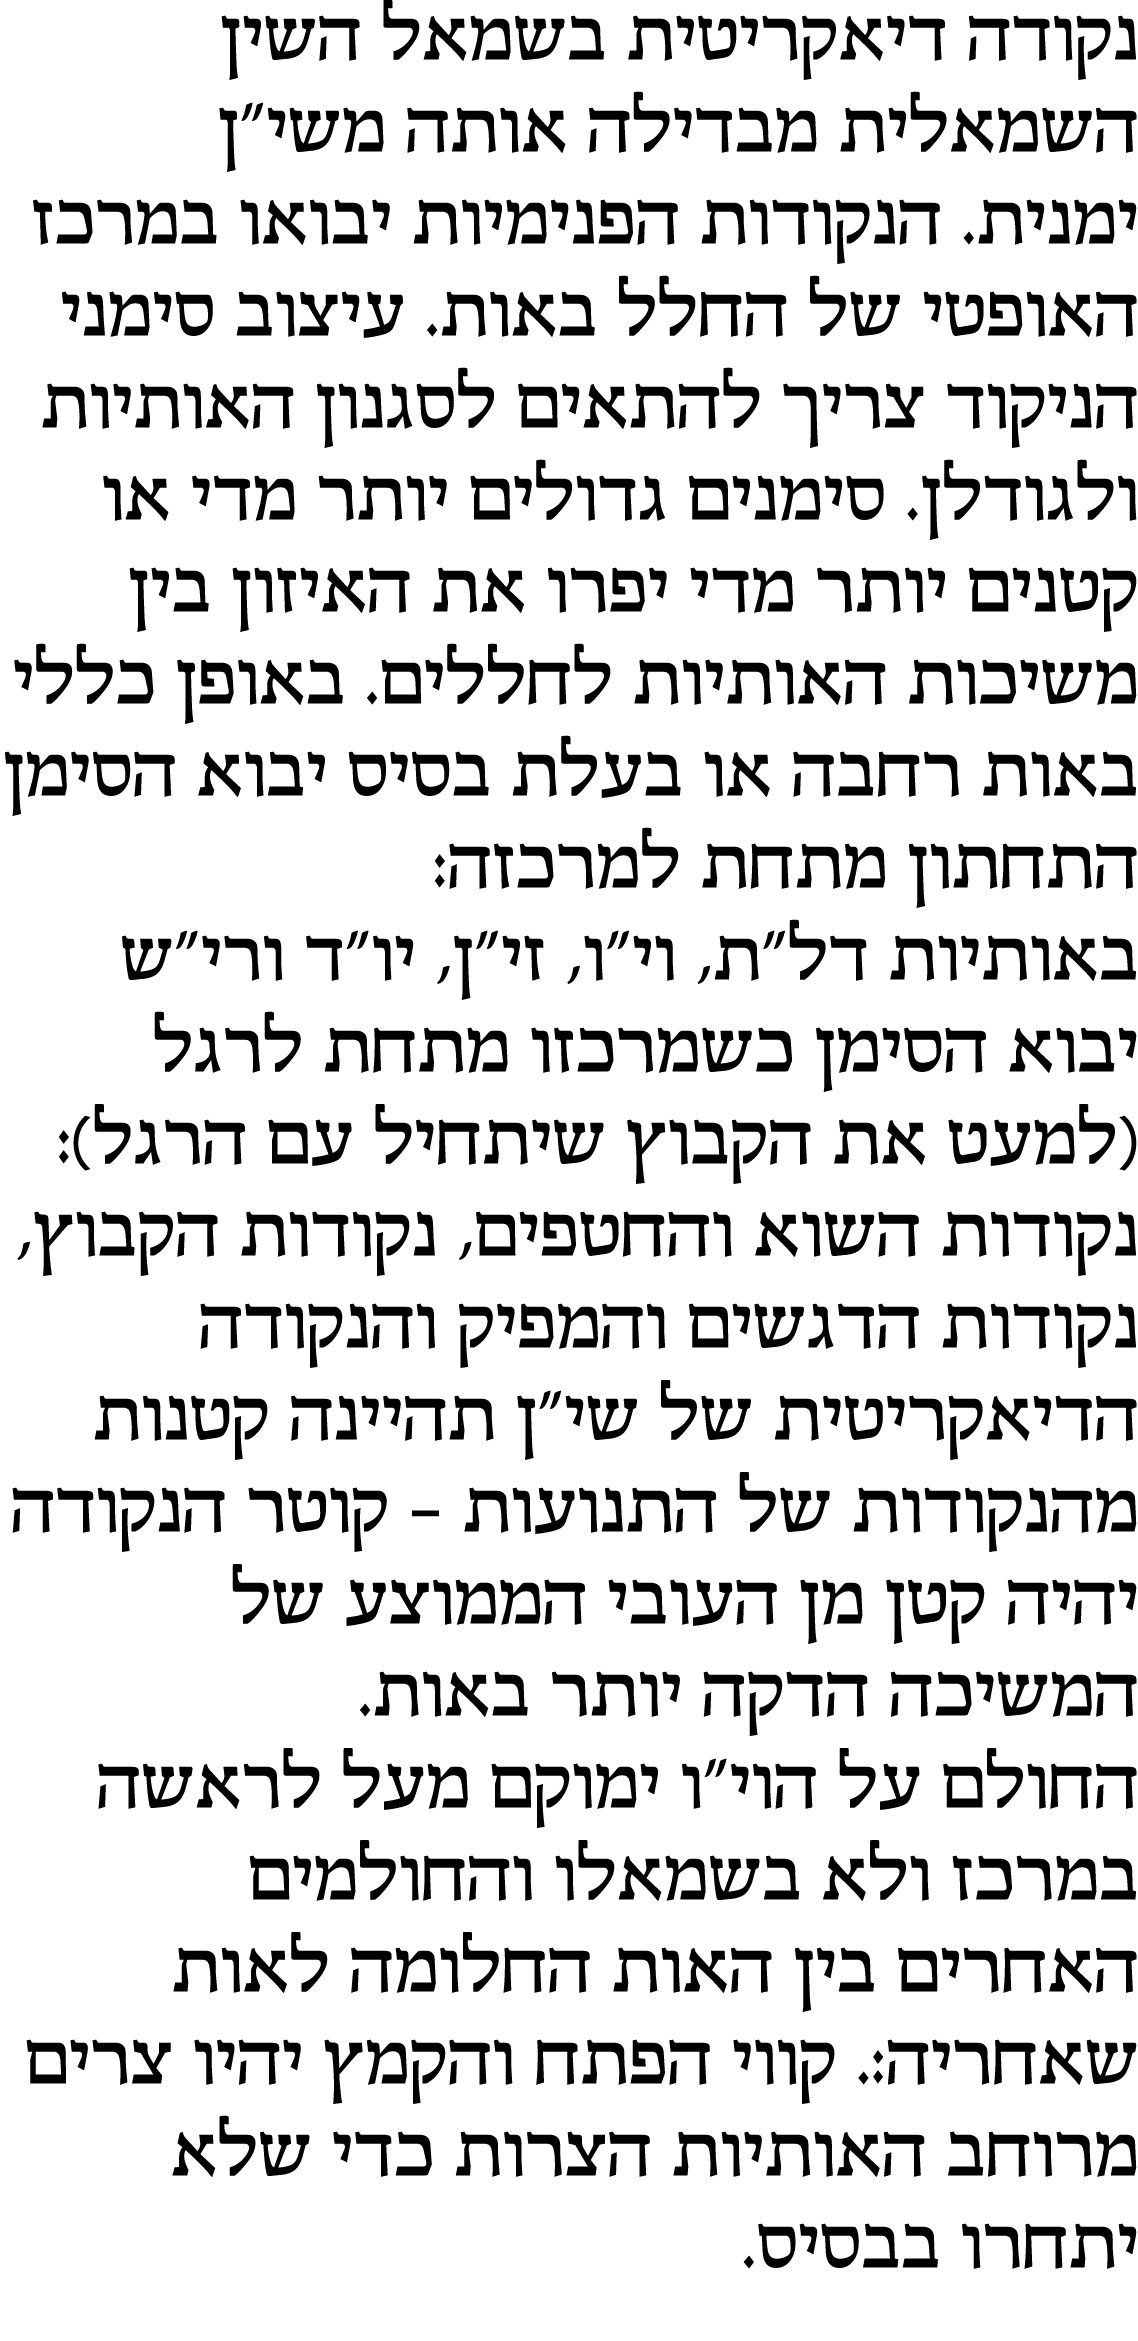 נקודה דיאקריטית בשמאל השין
השמאלית מבדילה אותה משי״ן
ימנית. הנקודות הפנימיות יבואו במרכז
האופטי של החלל באות. עיצוב סימני
הניקוד צריך להתאים לסגנון האותיות
ולגודלן. סימנים גדולים יותר מדי או
קטנים יותר מדי יפרו את האיזון בין
משיכות האותיות לחללים. באופן כללי
באות רחבה או בעלת בסיס יבוא הסימן
התחתון מתחת למרכזה:
באותיות דל״ת, וי״ו, זי״ן, יו״ד ורי״ש
יבוא הסימן כשמרכזו מתחת לרגל
(למעט את הקבוץ שיתחיל עם הרגל):
נקודות השוא והחטפים, נקודות הקבוץ,
נקודות הדגשים והמפיק והנקודה
הדיאקריטית של שי״ן תהיינה קטנות
מהנקודות של התנועות – קוטר הנקודה
יהיה קטן מן העובי הממוצע של
המשיכה הדקה יותר באות.
החולם על הוי״ו ימוקם מעל לראשה
במרכז ולא בשמאלו והחולמים
האחרים בין האות החלומה לאות
שאחריה:. קווי הפתח והקמץ יהיו צרים
מרוחב האותיות הצרות כדי שלא
יתחרו בבסיס.